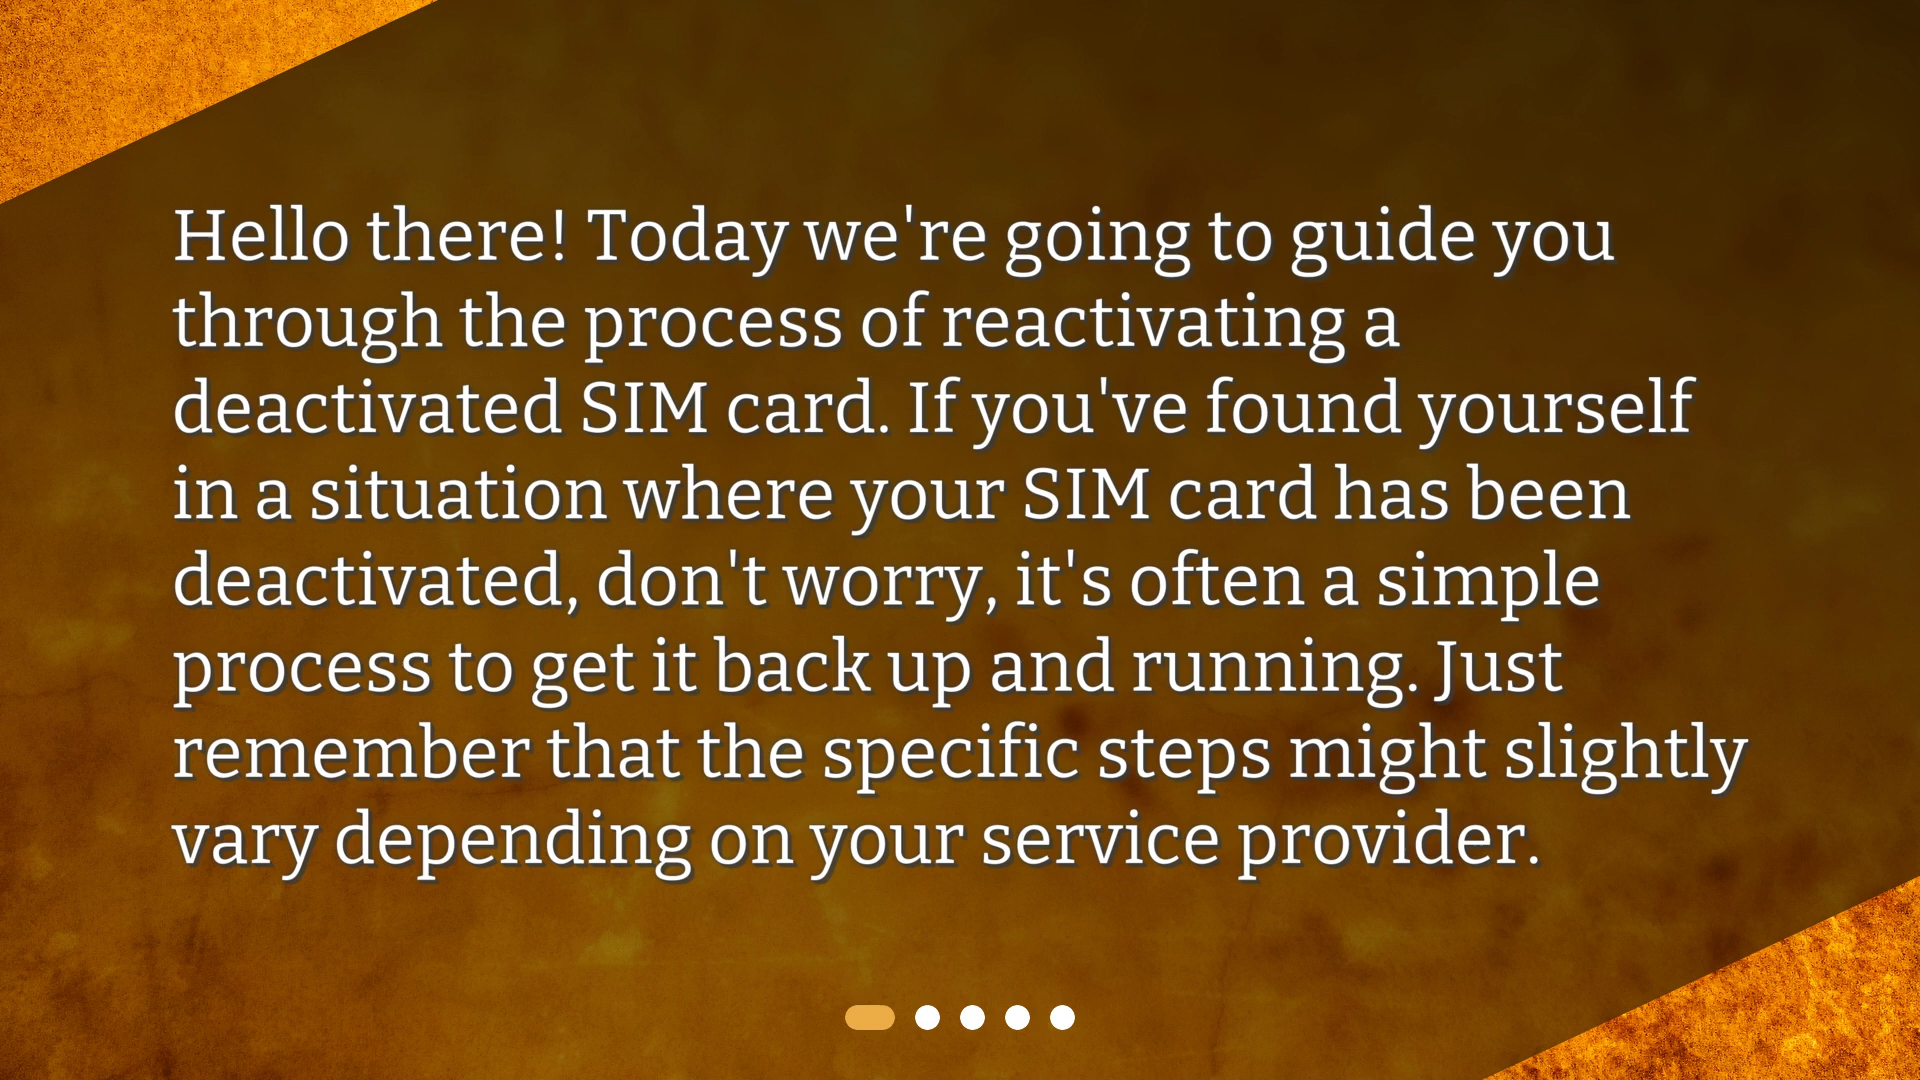 Hello there! Today we're going to guide you
through the process of reactivating a
deactivated SIM card. If you've found yourself
in a situation where your SIM card has been
deactivated, don't worry, it's often a simple
process to get it back up and running. Just
remember that the specific steps might slightly
vary depending on your service provider.